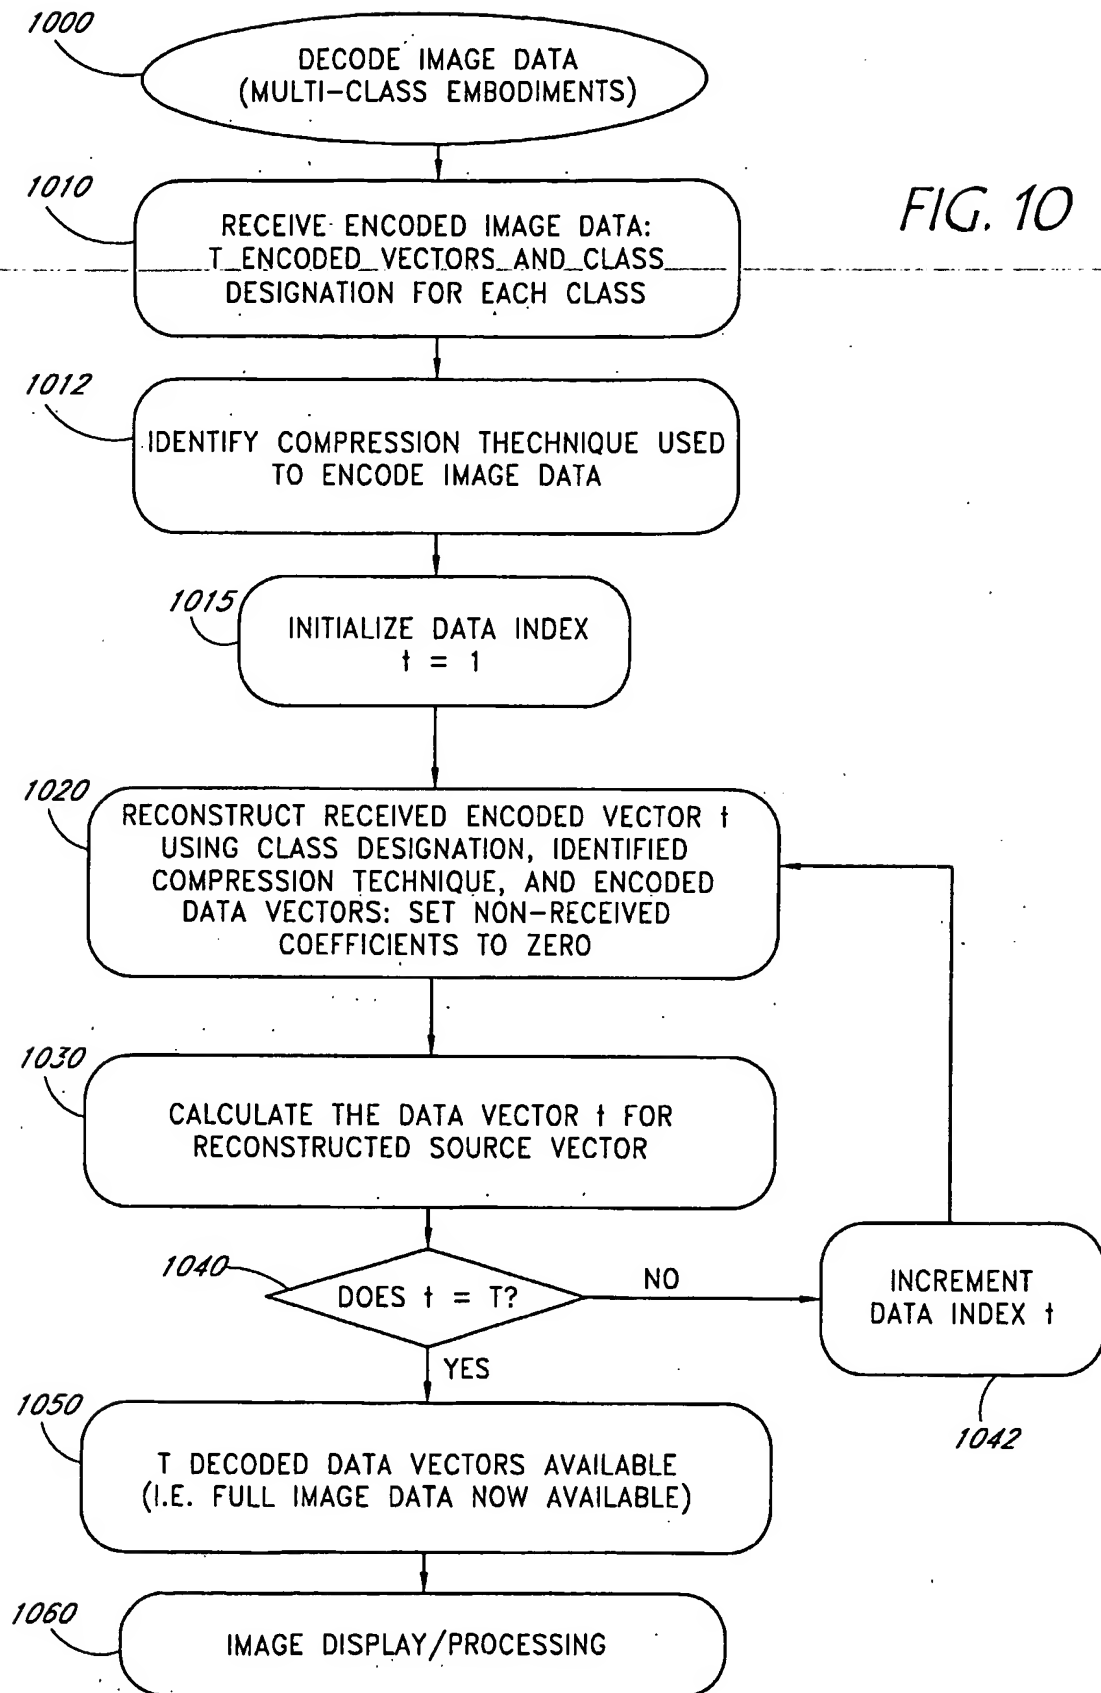 1000
DECODE IMAGE DATA
(MULTI-CLASS EMBODIMENTS)
1010
RECEIVE ENCODED IMAGE DATA:
T ENCODED VECTORS AND CLASS
DESIGNATION FOR EACH CLASS
FIG. 10
1012
IDENTIFY COMPRESSION THECHNIQUE USED
TO ENCODE IMAGE DATA
1015
INITIALIZE DATA INDEX
t = 1
1020
RECONSTRUCT RECEIVED ENCODED VECTOR t
USING CLASS DESIGNATION, IDENTIFIED
COMPRESSION TECHNIQUE, AND ENCODED
DATA VECTORS: SET NON-RECEIVED
COEFFICIENTS TO ZERO
1030
CALCULATE THE DATA VECTOR t FOR
RECONSTRUCTED SOURCE VECTOR
1040
DOES t = T?
NO
INCREMENT
DATA INDEX t
1042
YES
1050
T DECODED DATA VECTORS AVAILABLE
(I.E. FULL IMAGE DATA NOW AVAILABLE)
1060
IMAGE DISPLAY/PROCESSING